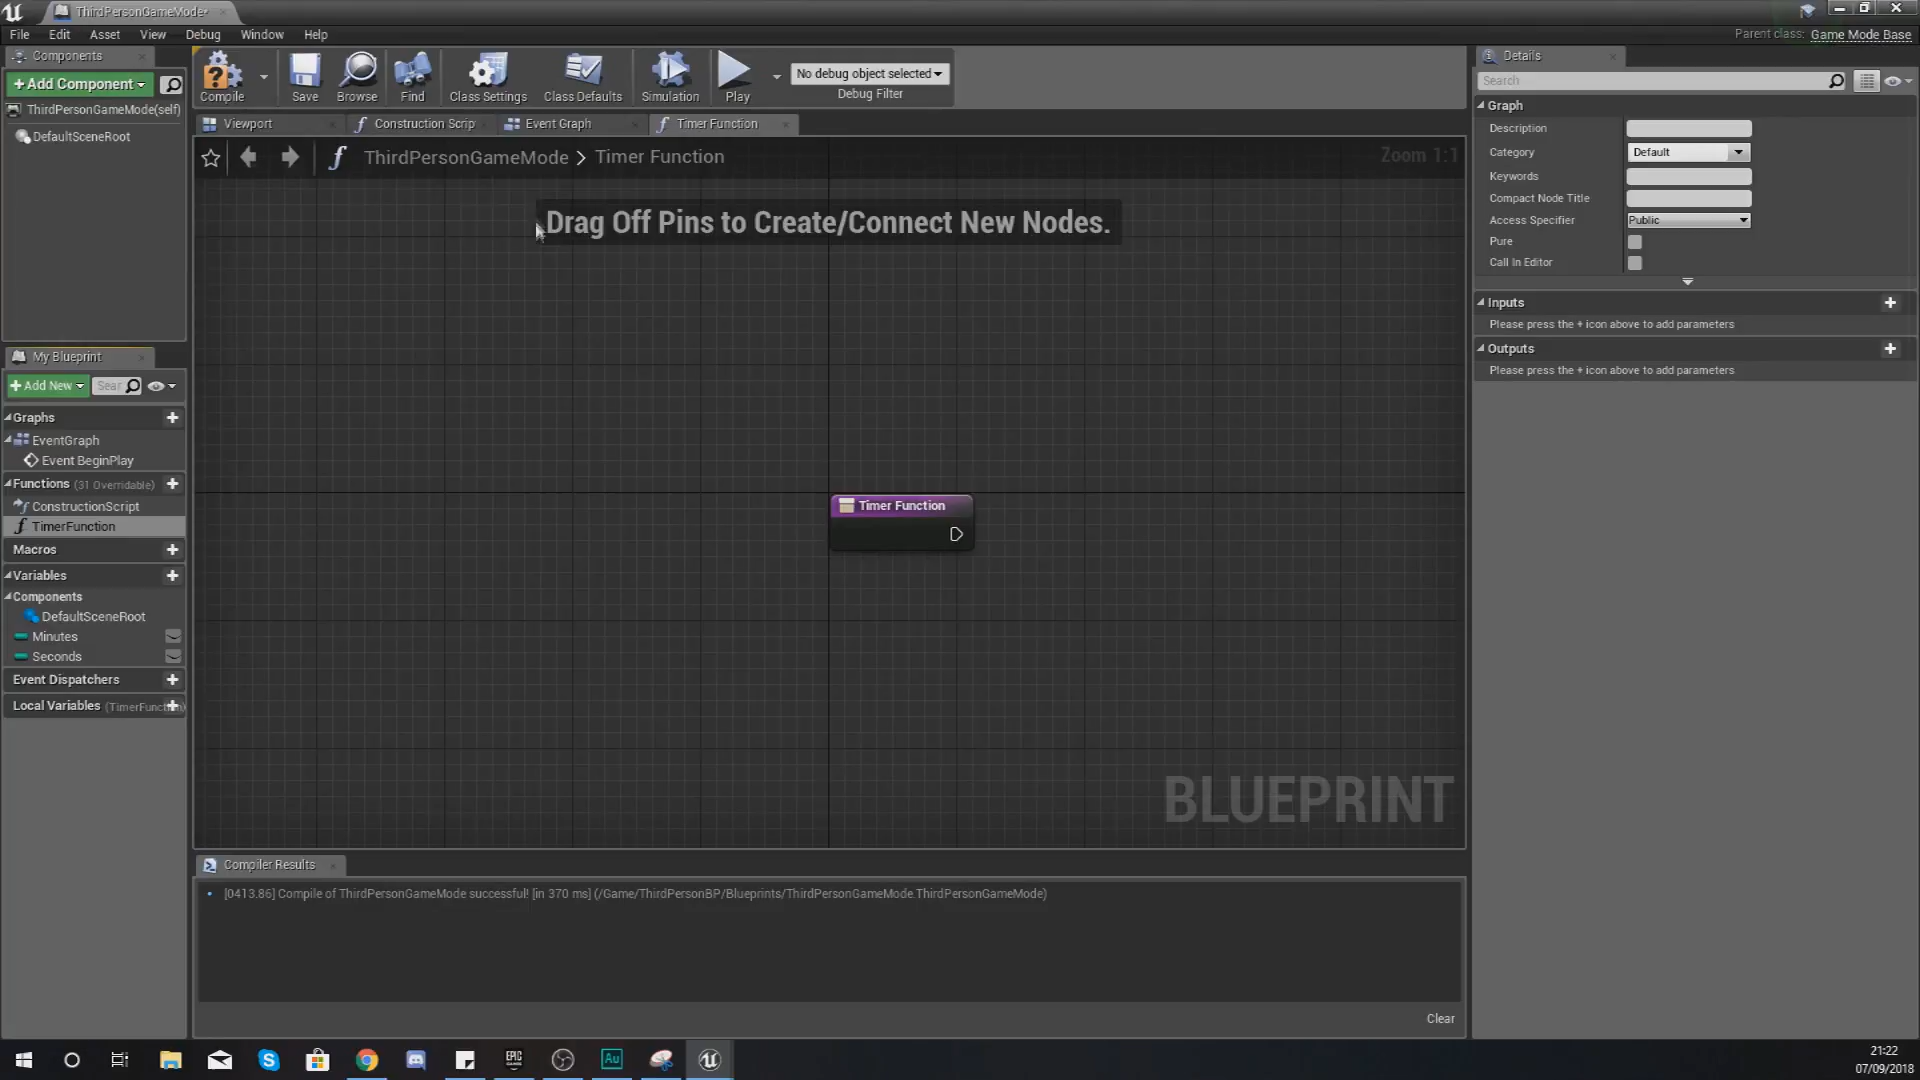 ThirdPersonGameMode*
File Edit Asset View Debug Window Help
Parent class: Game Mode Base
Components
+Add Component
ThirdPersonGameMode(self)
DefaultSceneRoot
Compile
Save
Browse
Find
Class Settings
Class Defaults
Simulation
Play
No debug object selected
Debug Filter
Viewport
Construction Scrip
Event Graph
Timer Function
ThirdPersonGameMode > Timer Function
Zoom 1:1
Drag Off Pins to Create/Connect New Nodes.
Timer Function
BLUEPRINT
My Blueprint
+Add New
Sear
Graphs
EventGraph
Event BeginPlay
Functions (31 Overridable)
ConstructionScript
TimerFunction
Macros
Variables
Components
DefaultSceneRoot
Minutes
Seconds
Event Dispatchers
Local Variables (TimerFunction)
Compiler Results
[0413.86] Compile of ThirdPersonGameMode successful! [in 370 ms] (/Game/ThirdPersonBP/Blueprints/ThirdPersonGameMode.ThirdPersonGameMode)
Clear
Details
Search
Graph
Description
Category Default
Keywords
Compact Node Title
Access Specifier Public
Pure
Call In Editor
Inputs
Please press the + icon above to add parameters
Outputs
Please press the + icon above to add parameters
EPIC
GAMES
Au
21:22
07/09/2018